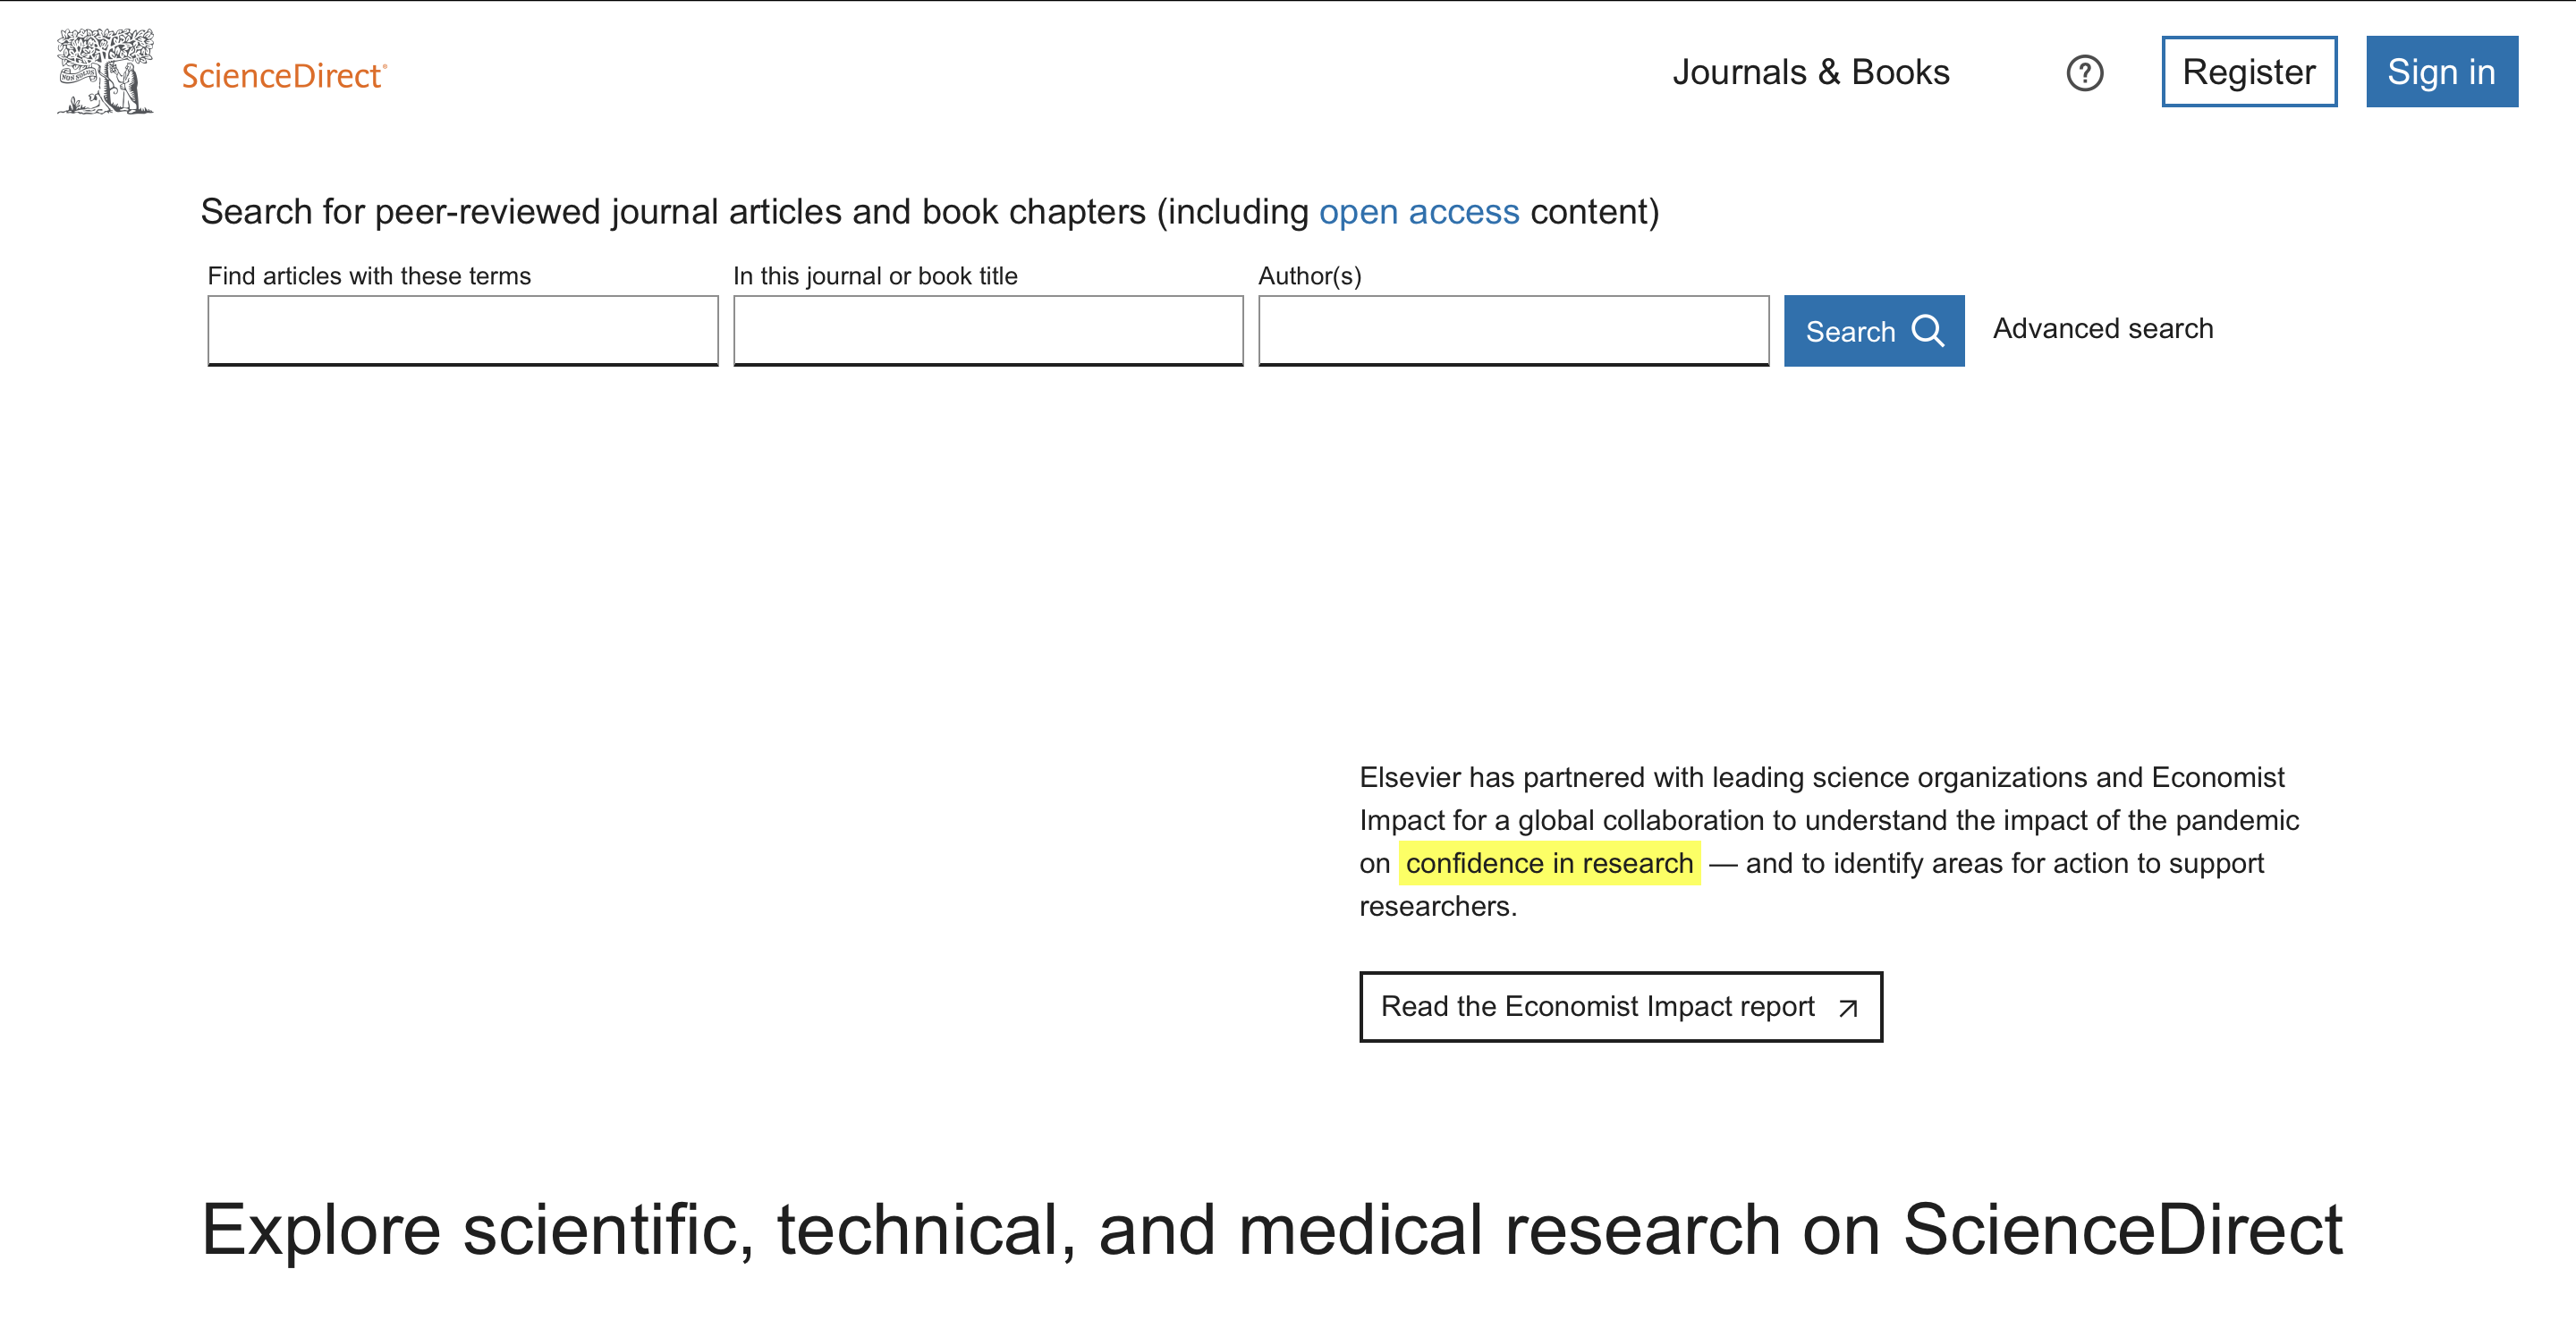 NON SOLUS
ScienceDirect
Journals & Books
Register
Sign in
Search for peer-reviewed journal articles and book chapters (including open access content)
Find articles with these terms
In this journal or book title
Author(s)
Search
Advanced search
Elsevier has partnered with leading science organizations and Economist
Impact for a global collaboration to understand the impact of the pandemic
on confidence in research — and to identify areas for action to support
researchers.
Read the Economist Impact report
Explore scientific, technical, and medical research on ScienceDirect